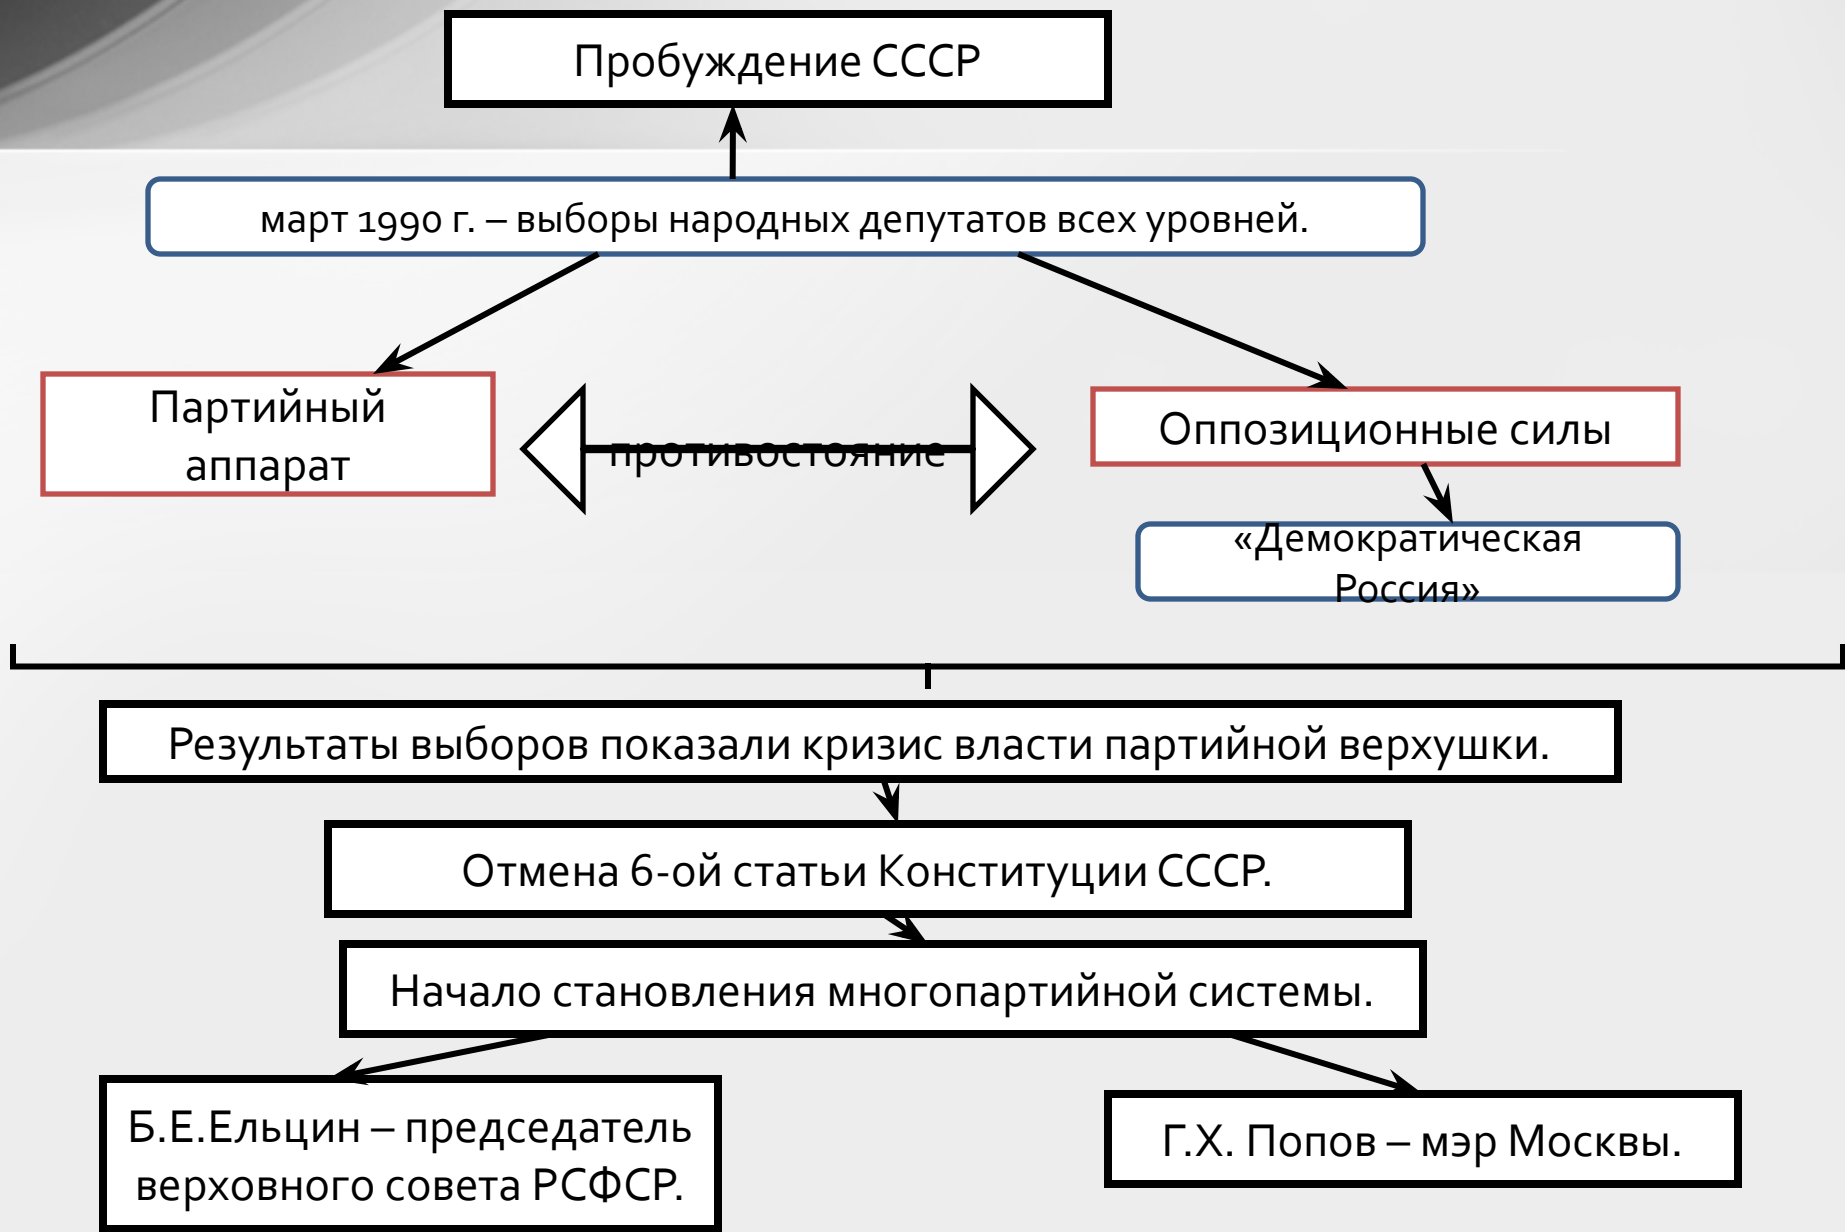 Пробуждение СССР
март 1990 г. – выборы народных депутатов всех уровней.
Партийный
аппарат
противостояние
Оппозиционные силы
«Демократическая
Россия»
Результаты выборов показали кризис власти партийной верхушки.
Отмена 6-ой статьи Конституции СССР.
Начало становления многопартийной системы.
Б.Е.Ельцин – председатель
верховного совета РСФСР.
Г.Х. Попов – мэр Москвы.